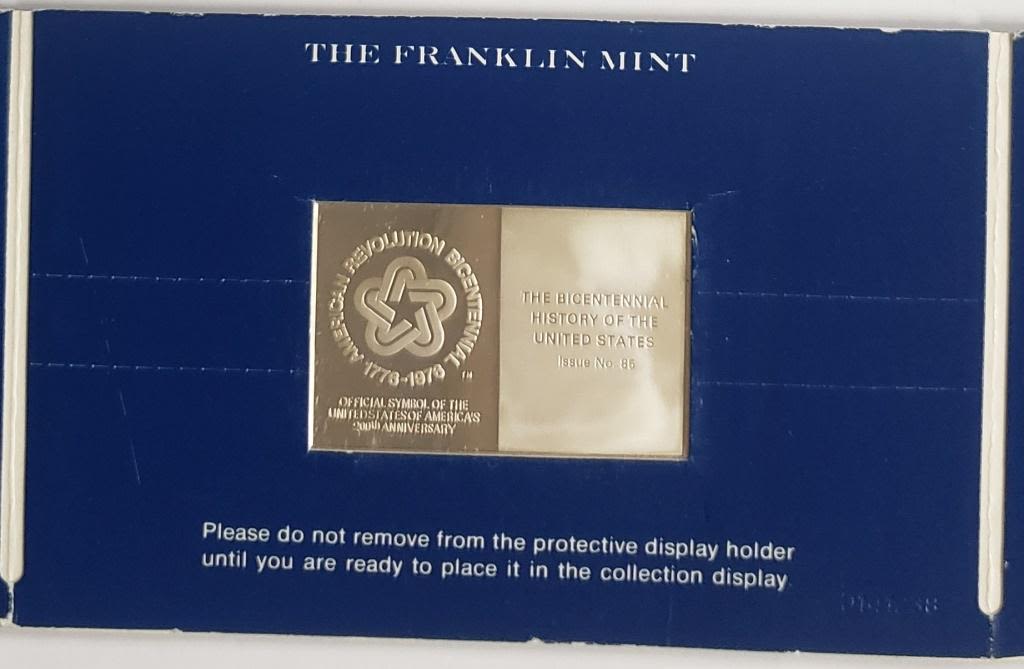 THE FRANKLIN MINT
AMERICAN REVOLUTION BICENTENNIAL
1776-1976 TM
OFFICIAL SYMBOL OF THE
UNITED STATES OF AMERICA'S
200th ANNIVERSARY
THE BICENTENNIAL
HISTORY OF THE
UNITED STATES
Issue No. 85
Please do not remove from the protective display holder
until you are ready to place it in the collection display